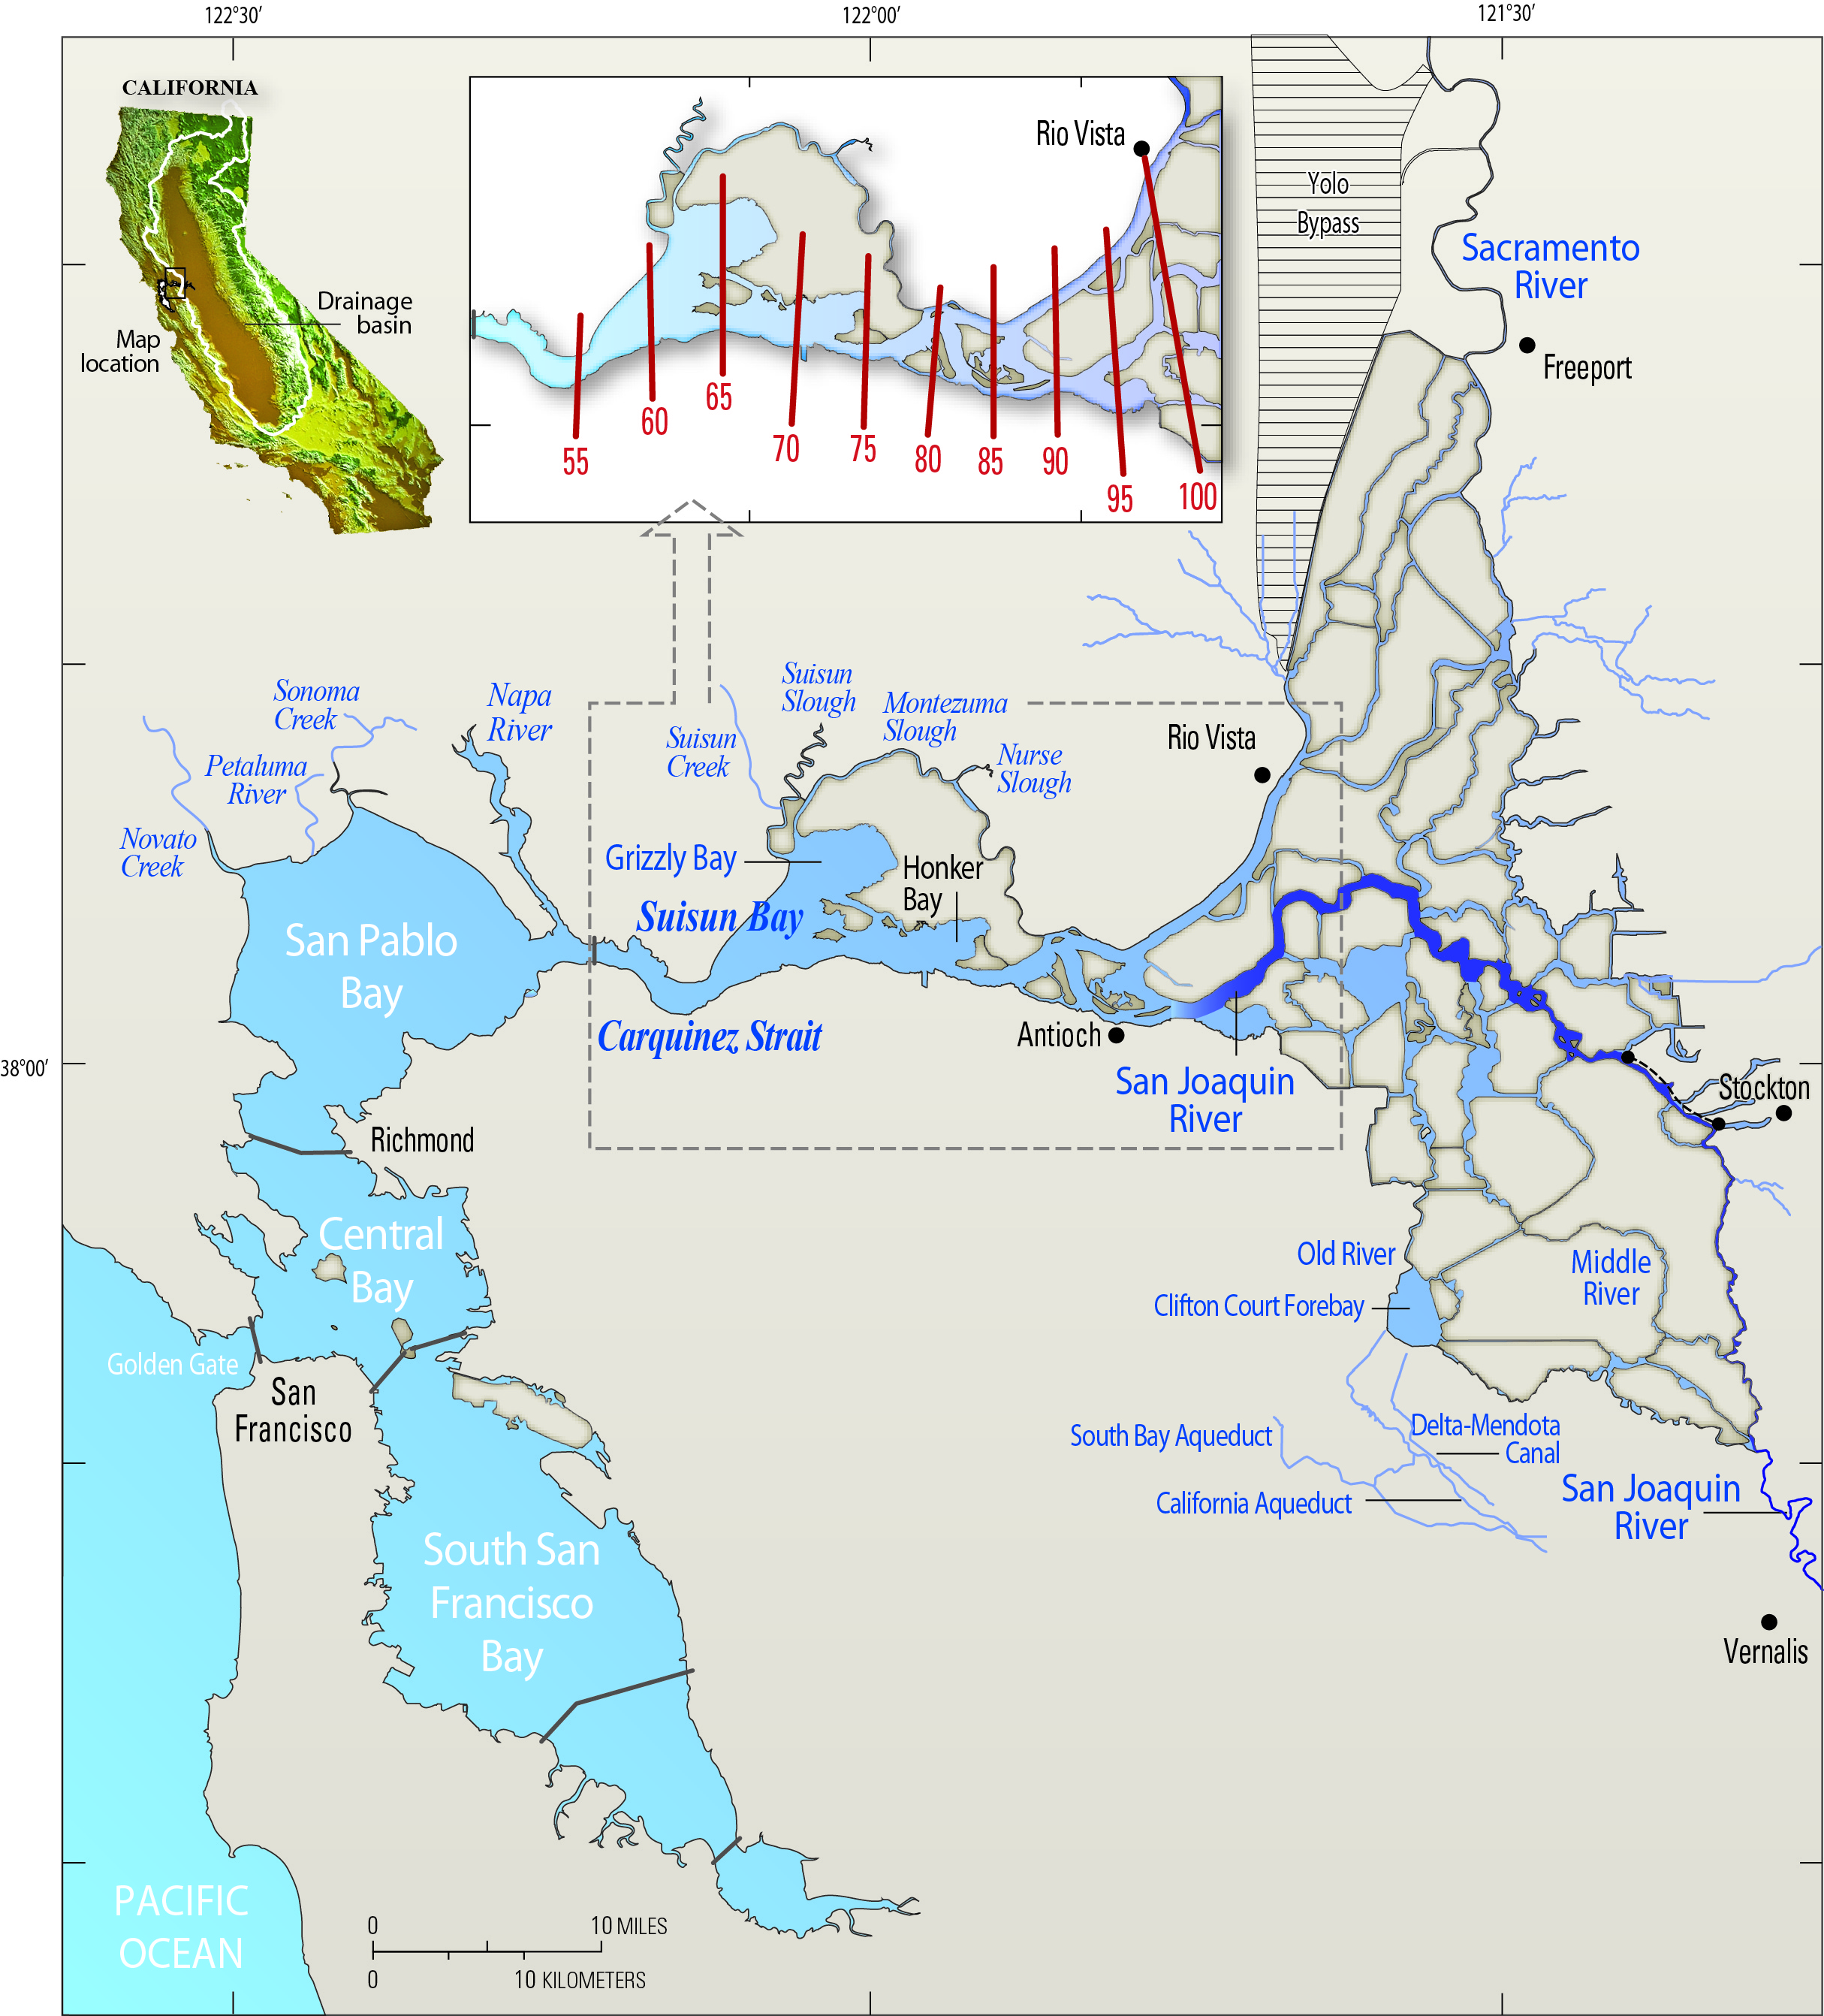 122°30′
122°00′
121°30′
CALIFORNIA
Drainage
basin
Map
location
Rio Vista
55
60
65
70
75
80
85
90
95
100
Yolo
Bypass
Sacramento
River
Freeport
Sonoma
Creek
Napa
River
Petaluma
River
Novato
Creek
Suisun
Creek
Suisun
Slough
Montezuma
Slough
Nurse
Slough
Rio Vista
Grizzly Bay
Honker
Bay
Suisun Bay
San Pablo
Bay
Carquinez Strait
Antioch
San Joaquin
River
38°00′
Stockton
Richmond
Central
Bay
Old River
Middle
River
Clifton Court Forebay
Golden Gate
San
Francisco
South Bay Aqueduct
Delta-Mendota
Canal
California Aqueduct
San Joaquin
River
South San
Francisco
Bay
Vernalis
PACIFIC
OCEAN
0
10 MILES
0
10 KILOMETERS